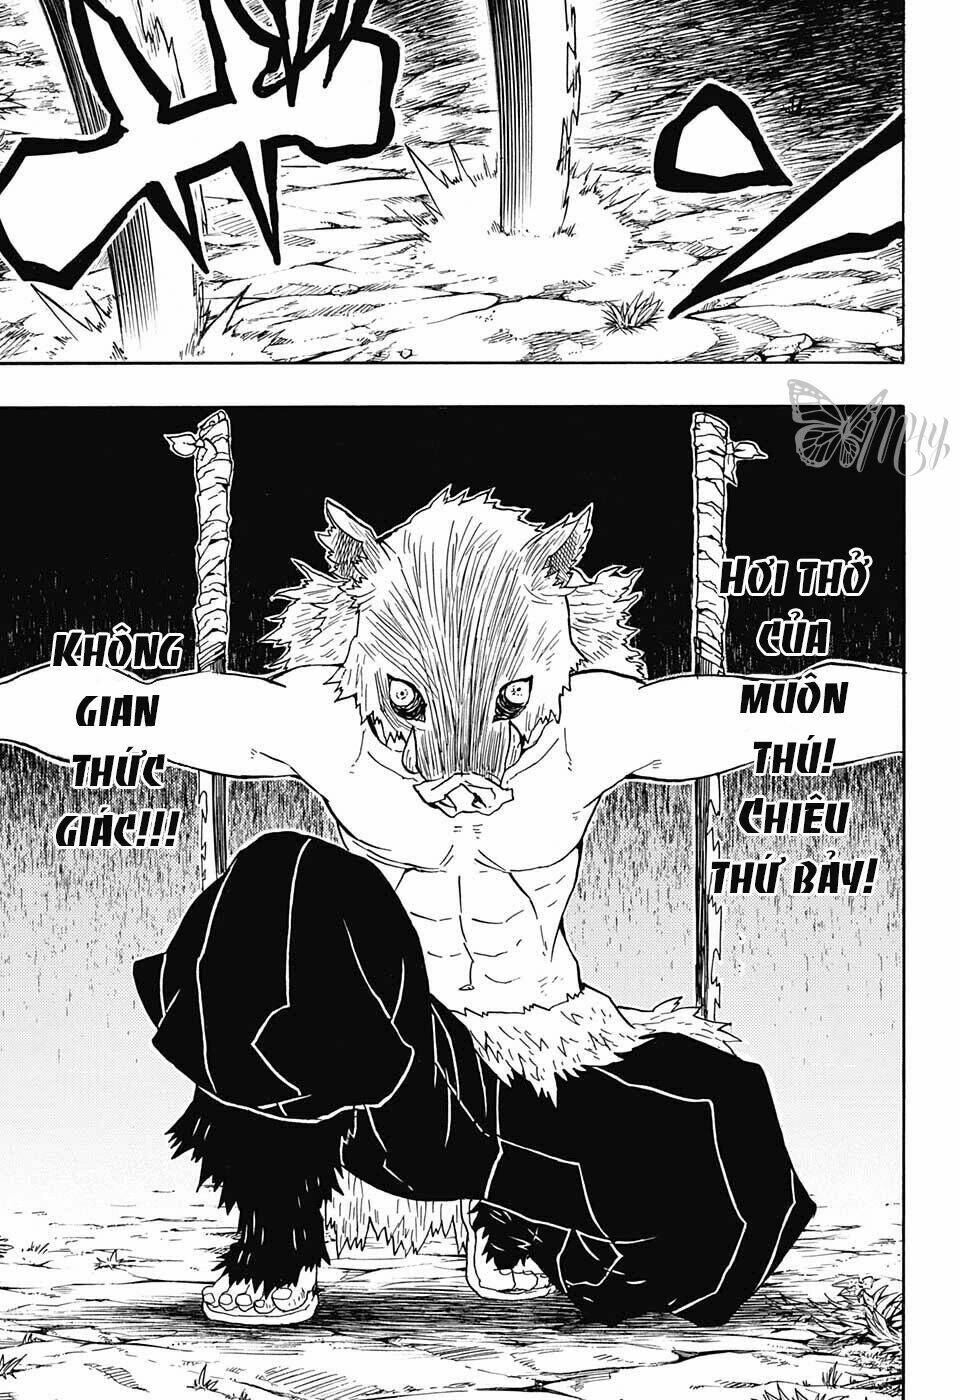 Hơi thở
của
muôn
thú!
Chiêu
thứ bảy!
Không
gian
thức
giác!!!